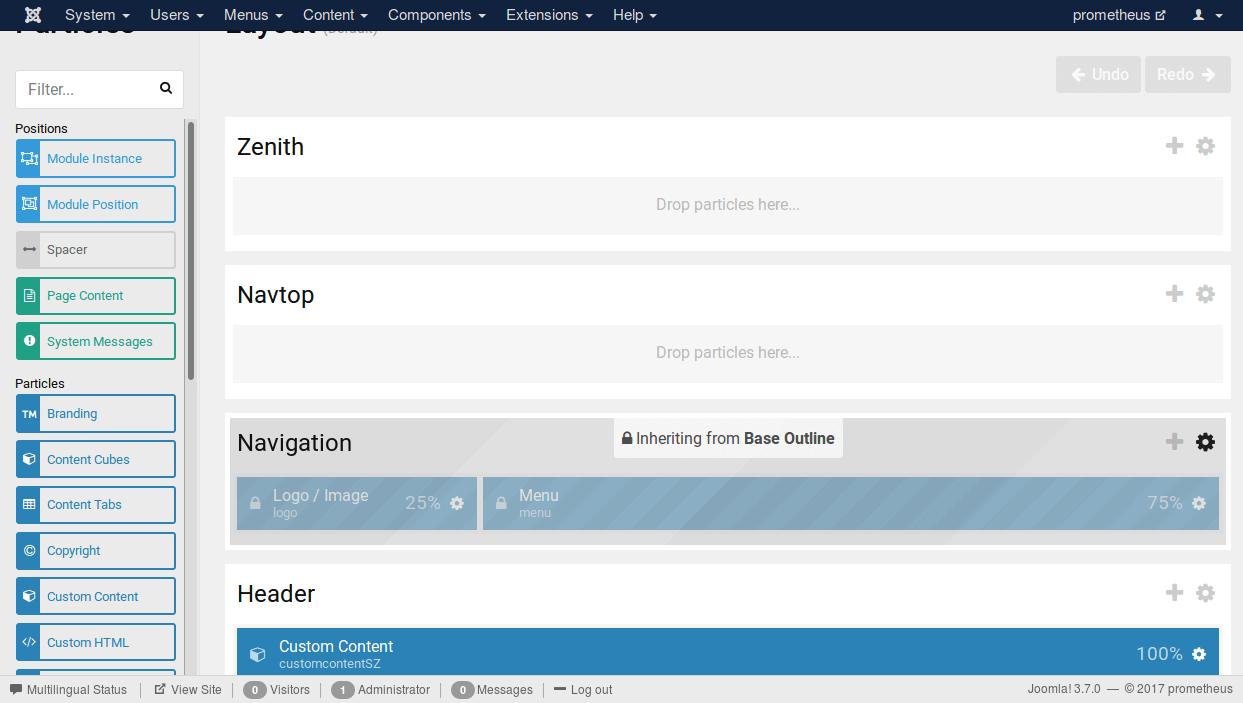 System Users Menus Content Components Extensions Help prometheus
Particles
Layout (Default)
Filter...
Undo Redo
Positions
Module Instance
Module Position
Spacer
Page Content
System Messages
Particles
TM Branding
Content Cubes
Content Tabs
Copyright
Custom Content
Custom HTML
Zenith
Drop particles here...
Navtop
Drop particles here...
Navigation
Inheriting from Base Outline
Logo / Image
logo
25%
Menu
menu
75%
Header
Custom Content
customcontentSZ
100%
Multilingual Status View Site 0 Visitors 1 Administrator 0 Messages Log out Joomla! 3.7.0 — © 2017 prometheus